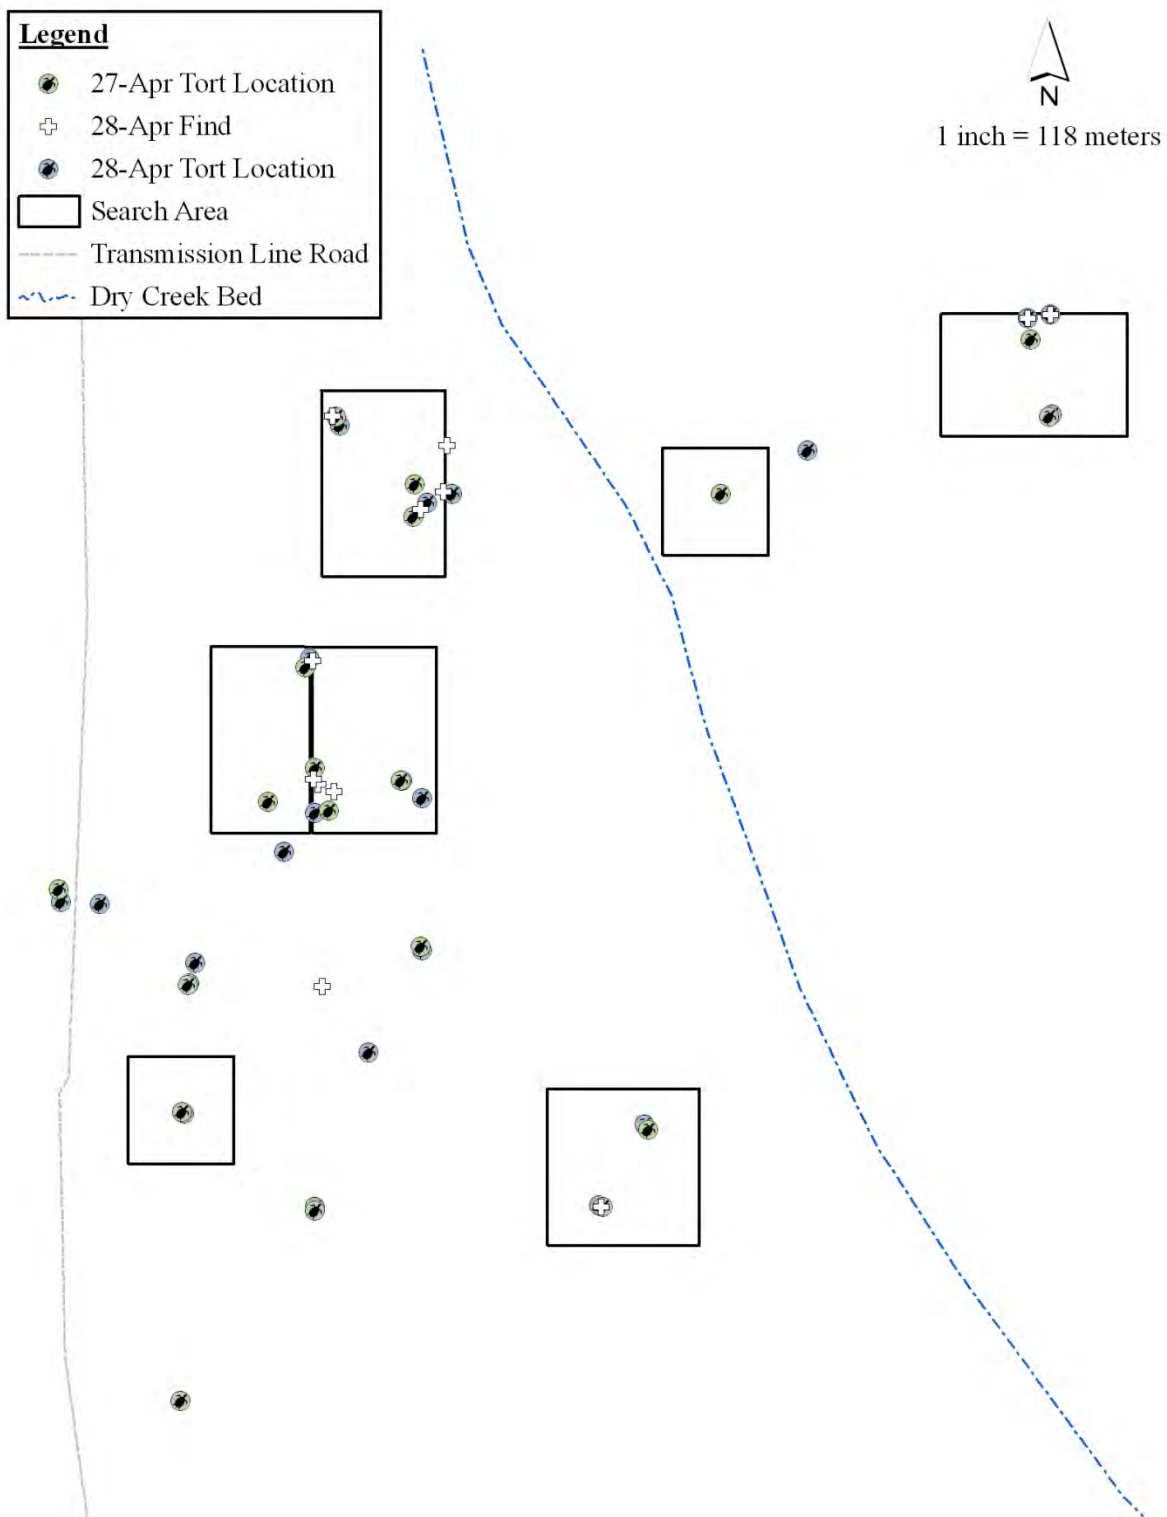 Legend
27-Apr Tort Location
28-Apr Find
28-Apr Tort Location
Search Area
Transmission Line Road
Dry Creek Bed
N
1 inch = 118 meters